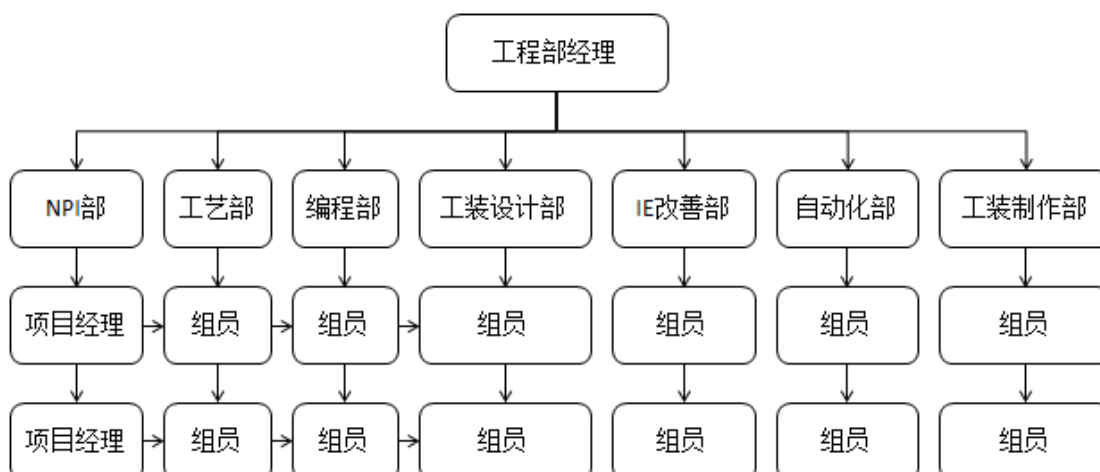 工程部经理
NPI部
工艺部
编程部
工装设计部
IE改善部
自动化部
工装制作部
项目经理
组员
组员
组员
组员
组员
组员
项目经理
组员
组员
组员
组员
组员
组员